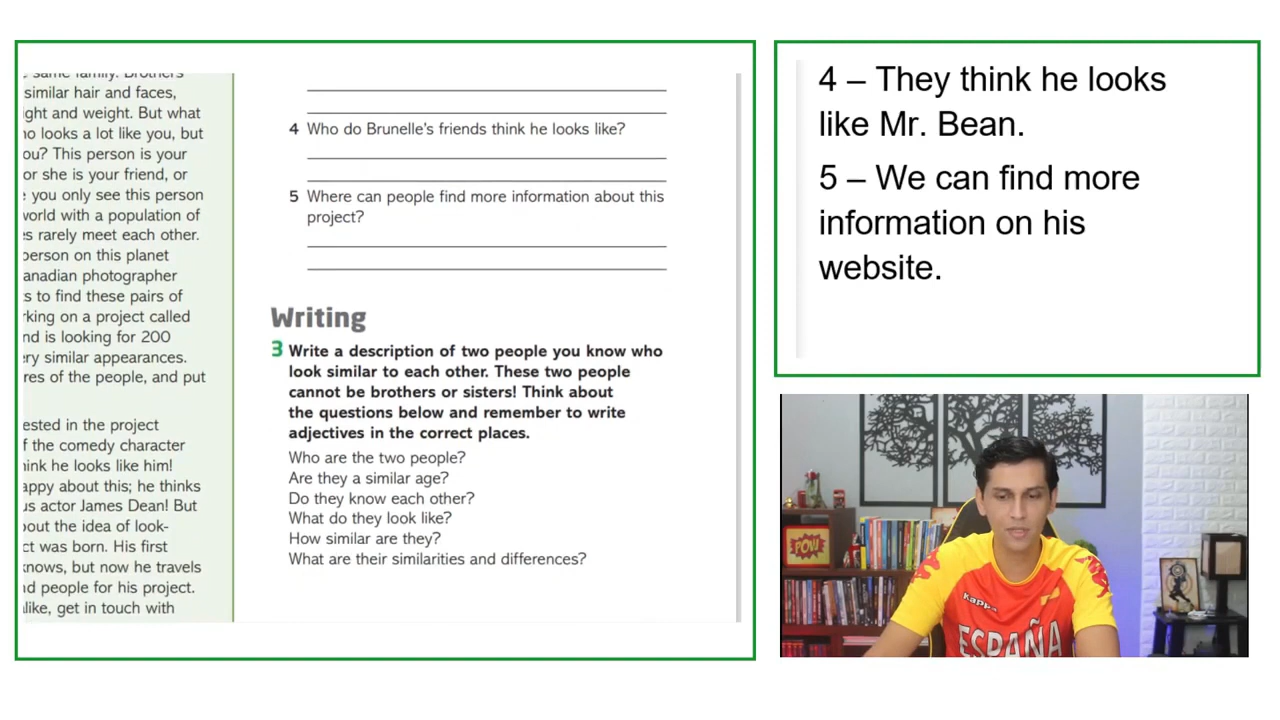 same family. Brothers
similar hair and faces,
ght and weight. But what
o looks a lot like you, but
ou? This person is your
or she is your friend, or
you only see this person
world with a population of
s rarely meet each other.
person on this planet
anadian photographer
s to find these pairs of
king on a project called
nd is looking for 200
ry similar appearances.
res of the people, and put
ested in the project
f the comedy character
ink he looks like him!
appy about this; he thinks
us actor James Dean! But
out the idea of look-
ct was born. His first
knows, but now he travels
d people for his project.
like, get in touch with
4 Who do Brunelle's friends think he looks like?
5 Where can people find more information about this
project?
Writing
3 Write a description of two people you know who
look similar to each other. These two people
cannot be brothers or sisters! Think about
the questions below and remember to write
adjectives in the correct places.
Who are the two people?
Are they a similar age?
Do they know each other?
What do they look like?
How similar are they?
What are their similarities and differences?
4 – They think he looks
like Mr. Bean.
5 – We can find more
information on his
website.
POW
Kappa
ESPAÑA